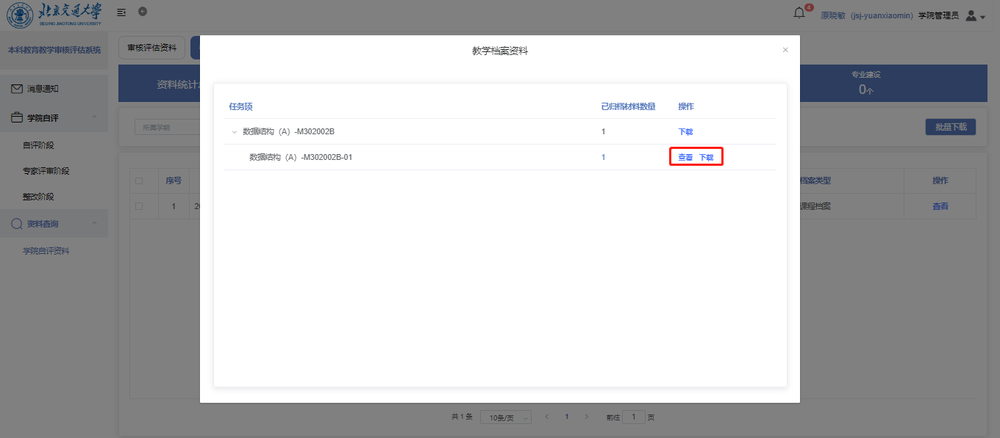 北京交通大学
BEIJING JIAOTONG UNIVERSITY
4
原晓敏 (jsj-yuanxiaomin) 学院管理员
本科教育教学审核评估系统
消息通知
学院自评
自评阶段
专家评审阶段
整改阶段
资料查询
学院自评资料
审核评估资料
资料统计
专业建设
0个
所属学期
批量下载
序号
档案类型
操作
1
20
课程档案
查看
教学档案资料
×
任务项
已归档材料数量
操作
数据结构（A）-M302002B
1
下载
数据结构（A）-M302002B-01
1
查看 下载
共 1 条
10条/页
1
前往 1 页